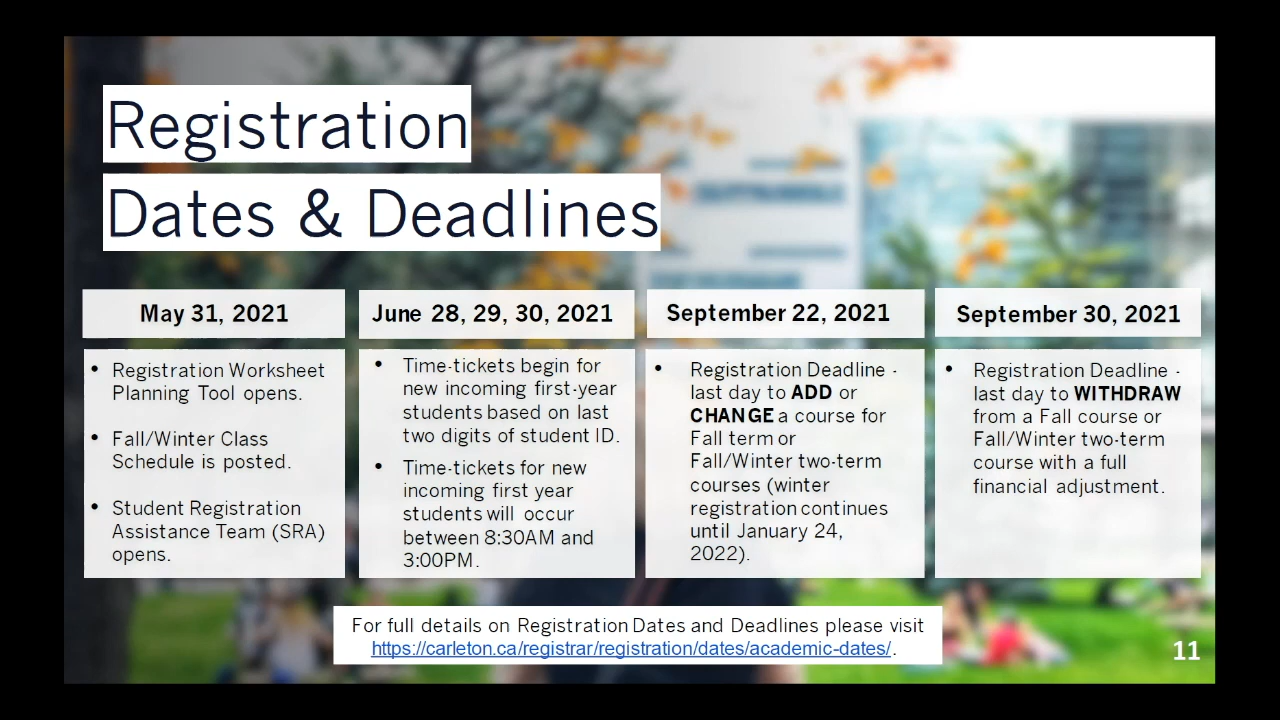 Registration
Dates & Deadlines
May 31, 2021
• Registration Worksheet
Planning Tool opens.
• Fall/Winter Class
Schedule is posted.
• Student Registration
Assistance Team (SRA)
opens.
June 28, 29, 30, 2021
• Time-tickets begin for
new incoming first-year
students based on last
two digits of student ID.
• Time-tickets for new
incoming first year
students will occur
between 8:30AM and
3:00PM.
September 22, 2021
• Registration Deadline -
last day to ADD or
CHANGE a course for
Fall term or
Fall/Winter two-term
courses (winter
registration continues
until January 24,
2022).
September 30, 2021
• Registration Deadline -
last day to WITHDRAW
from a Fall course or
Fall/Winter two-term
course with a full
financial adjustment.
For full details on Registration Dates and Deadlines please visit
https://carleton.ca/registrar/registration/dates/academic-dates/.
11